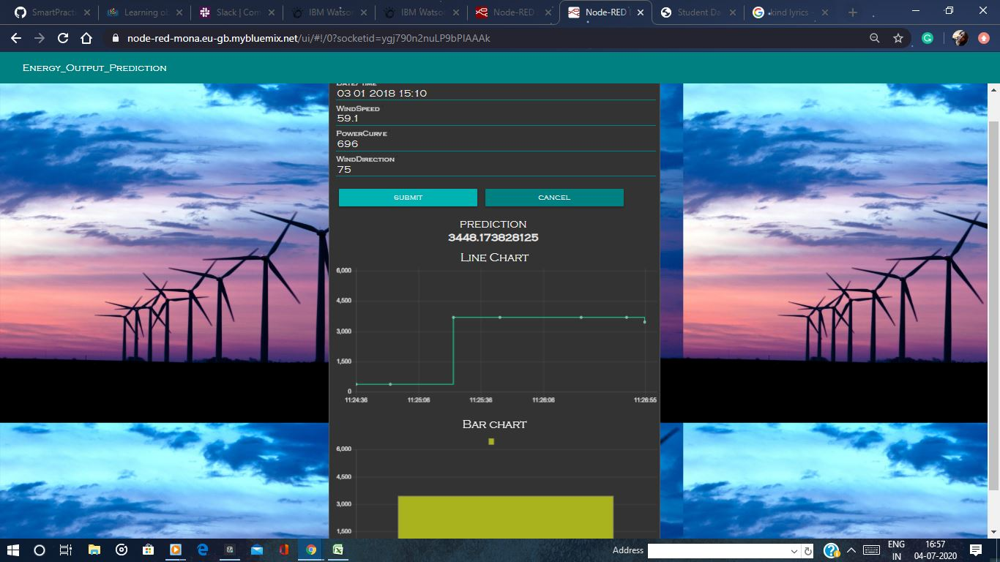 SmartPracti
Learning ob
Slack | Com
IBM Watson
IBM Watson
Node-RED
Node-RED
Student Da
kind lyrics -
node-red-mona.eu-gb.mybluemix.net/ui/#!/0?socketid=ygj790n2nuLP9bPlAAAk
Energy_Output_Prediction
Date/Time
03 01 2018 15:10
WindSpeed
59.1
PowerCurve
696
WindDirection
75
SUBMIT CANCEL
PREDICTION
3448.173828125
Line Chart
6,000
4,500
3,000
1,500
0
11:24:36 11:25:06 11:25:36 11:26:06 11:26:55
Bar chart
6,000
4,500
3,000
1,500
Address
ENG
IN
16:57
04-07-2020